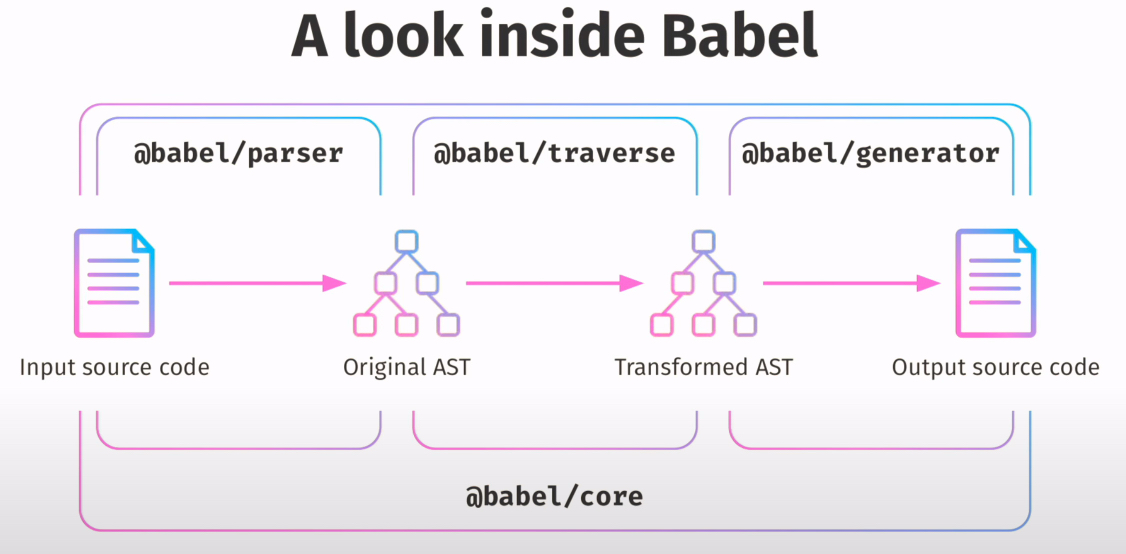 A look inside Babel
@babel/parser
@babel/traverse
@babel/generator
Input source code
Original AST
Transformed AST
Output source code
@babel/core